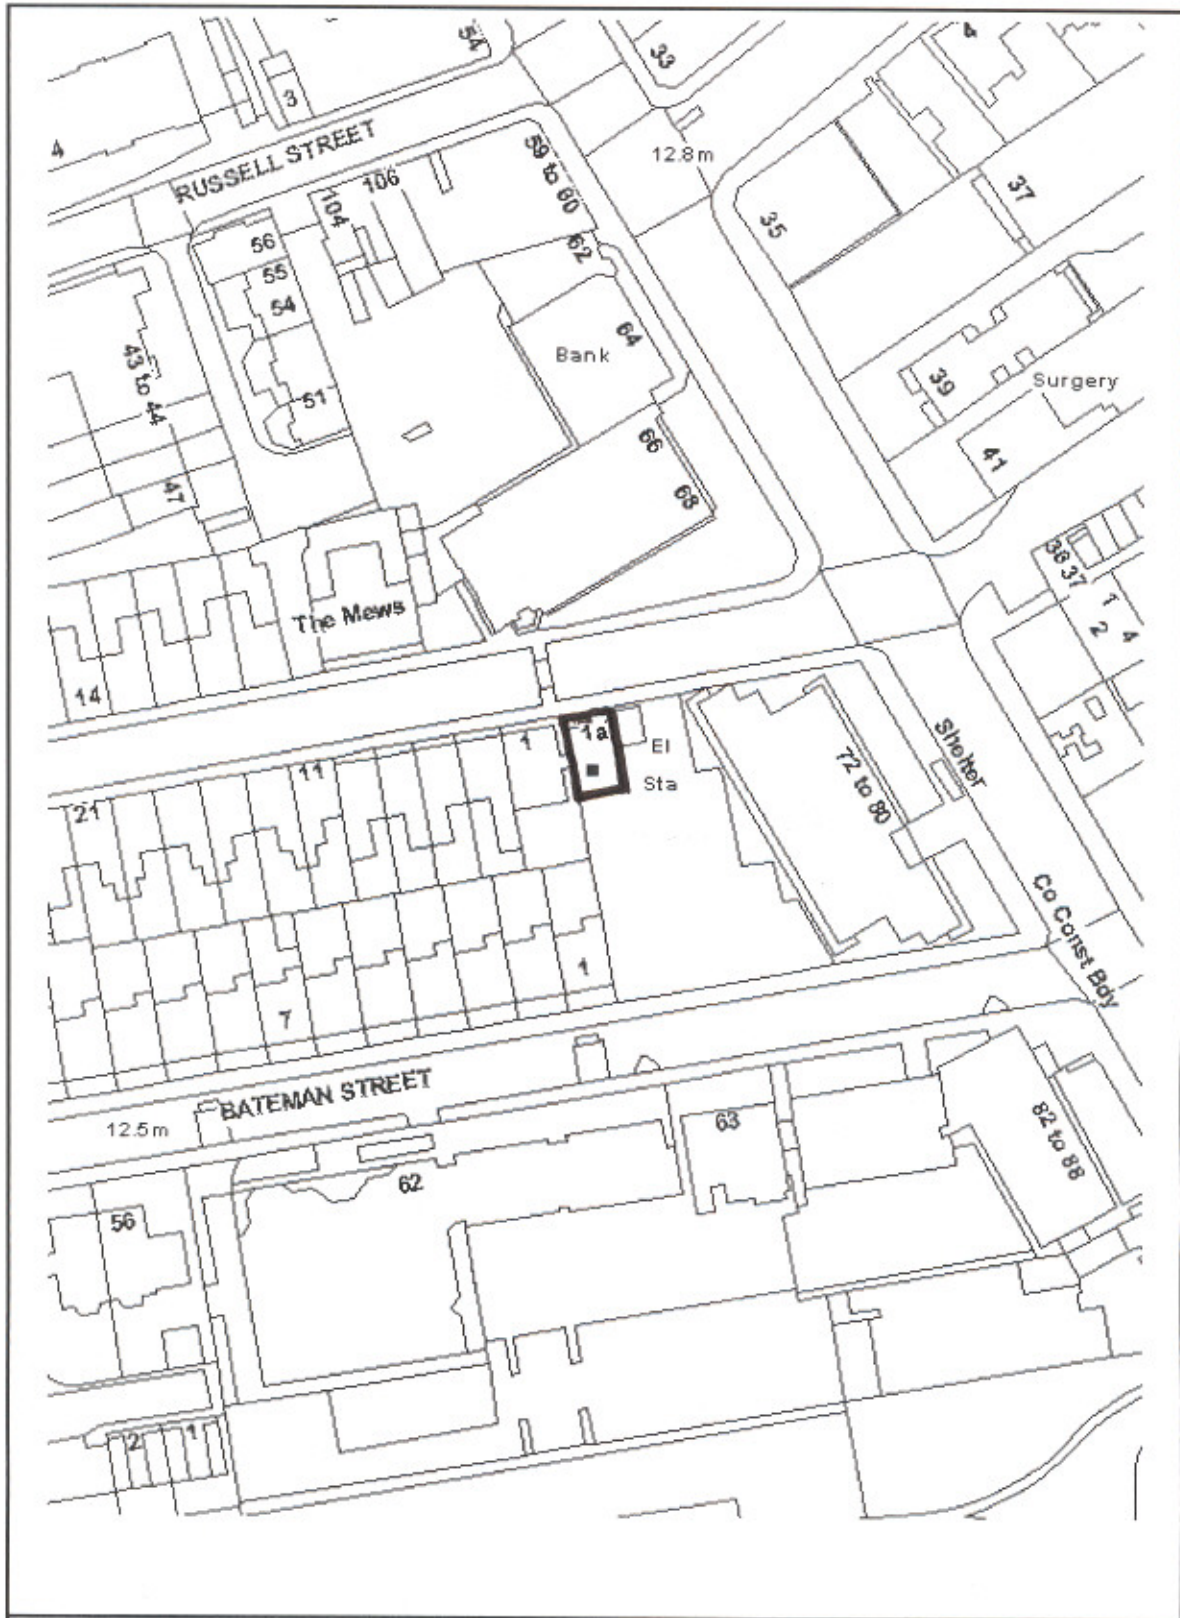 54
33
4
3
4
RUSSELL STREET
12.8m
59 to 60
106
104
37
35
56
62
55
54
64
Bank
43 to 44
39
Surgery
51
66
41
47
68
38
37
1
2
4
The Mews
14
1a
1
El
Sta
Shelter
72 to 80
11
21
Co Const Bdy
1
7
BATEMAN STREET
12.5m
63
82 to 88
62
56
2
1